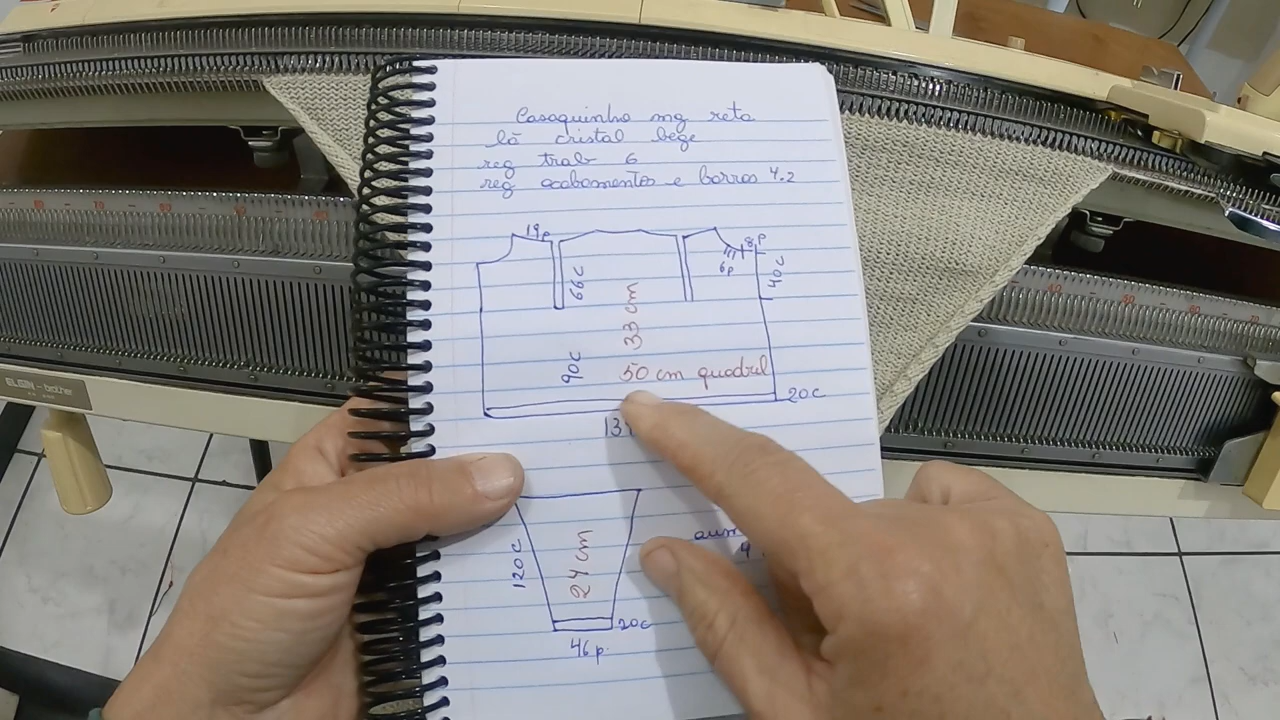 Casaquinho mg reta
lã cristal bege
reg trab 6
reg acabamentos e barras 4.2
19p
8p
6p
40c
66c
33 cm
90c
50 cm quadril
20c
120c
24 cm
20c
46 p.
ELGIN-brother